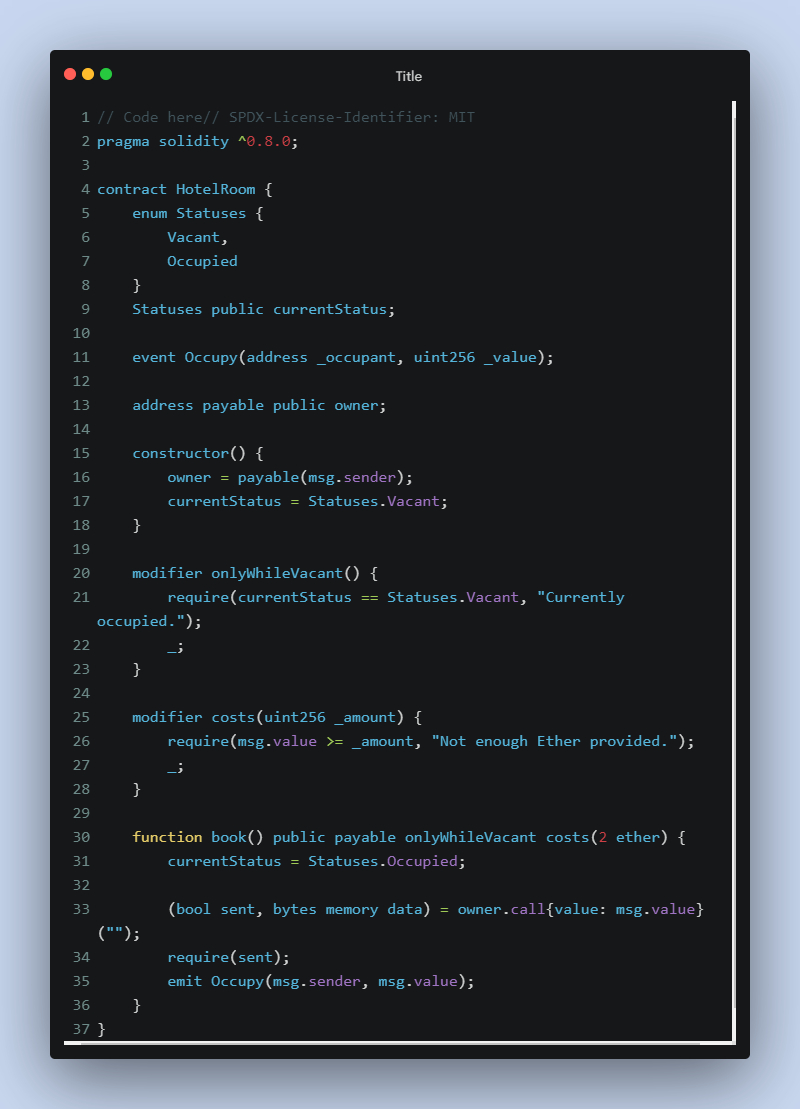 Title
1 // Code here// SPDX-License-Identifier: MIT
2 pragma solidity ^0.8.0;
3
4 contract HotelRoom {
5     enum Statuses {
6         Vacant,
7         Occupied
8     }
9     Statuses public currentStatus;
10
11     event Occupy(address _occupant, uint256 _value);
12
13     address payable public owner;
14
15     constructor() {
16         owner = payable(msg.sender);
17         currentStatus = Statuses.Vacant;
18     }
19
20     modifier onlyWhileVacant() {
21         require(currentStatus == Statuses.Vacant, "Currently
occupied.");
22         _;
23     }
24
25     modifier costs(uint256 _amount) {
26         require(msg.value >= _amount, "Not enough Ether provided.");
27         _;
28     }
29
30     function book() public payable onlyWhileVacant costs(2 ether) {
31         currentStatus = Statuses.Occupied;
32
33         (bool sent, bytes memory data) = owner.call{value: msg.value}
("");
34         require(sent);
35         emit Occupy(msg.sender, msg.value);
36     }
37 }